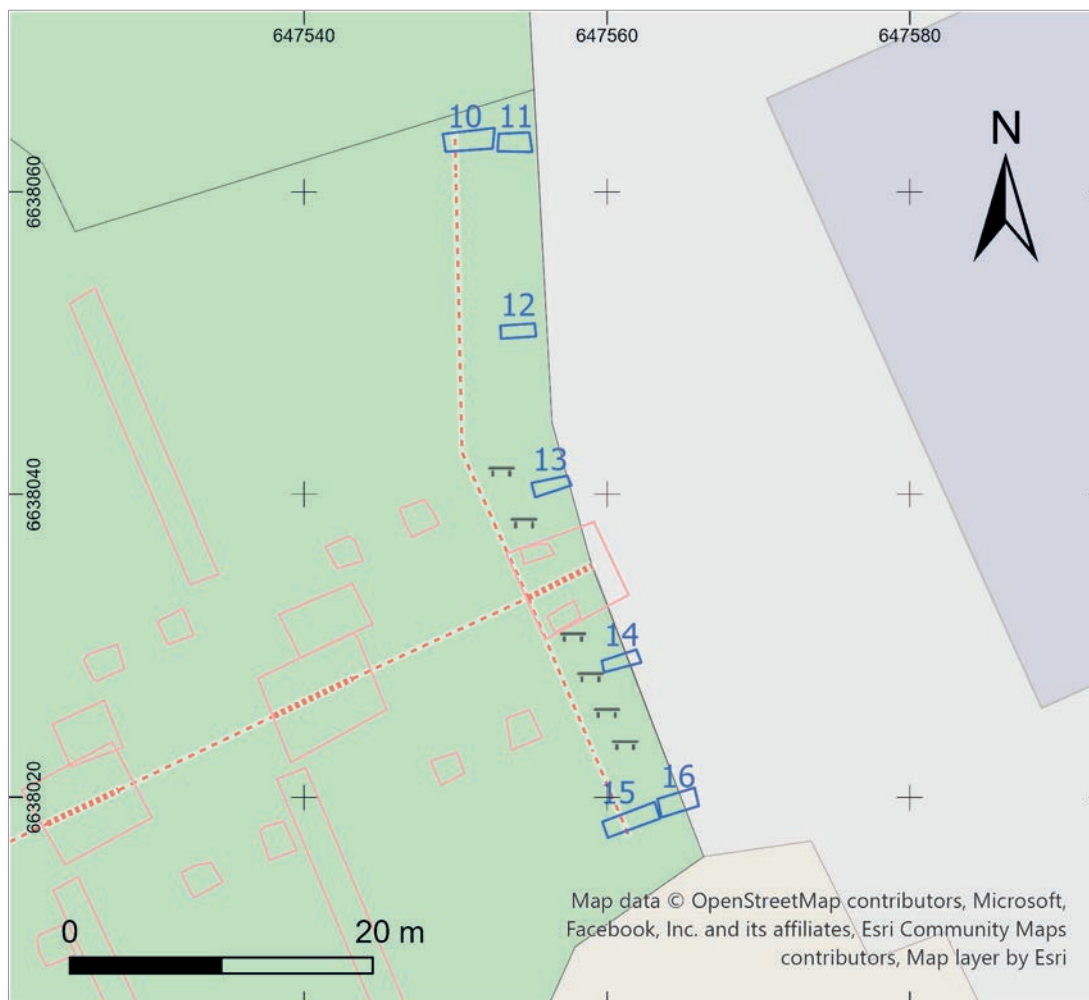 647540 647560 647580
10 11
6638060
12
6638040
13
14
6638020
15 16
N
0 20 m
Map data © OpenStreetMap contributors, Microsoft,
Facebook, Inc. and its affiliates, Esri Community Maps
contributors, Map layer by Esri